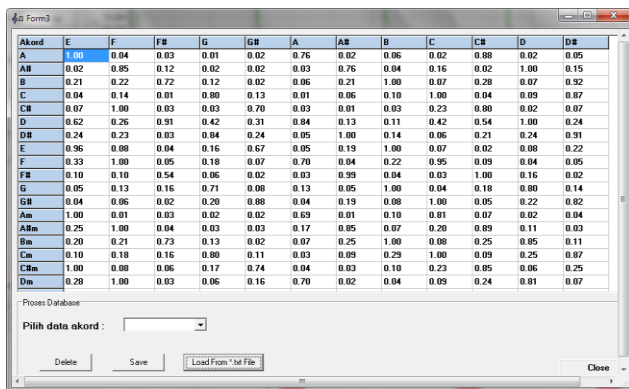 Form3
Akord E F F# G G# A A# B C C# D D#
A 1.00 0.04 0.03 0.01 0.02 0.76 0.02 0.06 0.02 0.88 0.02 0.05
A# 0.02 0.85 0.12 0.02 0.02 0.06 0.76 0.04 0.16 0.02 1.00 0.15
B 0.21 0.22 0.72 0.12 0.02 0.06 0.21 1.00 0.07 0.28 0.07 0.92
C 0.04 0.14 0.01 0.80 0.13 0.01 0.06 0.10 1.00 0.04 0.09 0.87
C# 0.07 1.00 0.03 0.03 0.70 0.03 0.01 0.03 0.23 0.80 0.02 0.07
D 0.62 0.26 0.91 0.42 0.31 0.84 0.13 0.11 0.42 0.54 1.00 0.24
D# 0.24 0.23 0.03 0.84 0.24 0.05 1.00 0.14 0.06 0.21 0.24 0.91
E 0.96 0.08 0.04 0.16 0.67 0.05 0.19 1.00 0.07 0.02 0.08 0.22
F 0.33 1.00 0.05 0.18 0.07 0.70 0.04 0.22 0.95 0.09 0.04 0.05
F# 0.10 0.10 0.54 0.06 0.02 0.03 0.99 0.04 0.03 1.00 0.16 0.02
G 0.05 0.13 0.16 0.71 0.08 0.13 0.05 1.00 0.04 0.18 0.80 0.14
G# 0.04 0.06 0.02 0.20 0.88 0.04 0.19 0.08 1.00 0.05 0.22 0.82
Am 1.00 0.01 0.03 0.02 0.02 0.69 0.01 0.10 0.81 0.07 0.02 0.04
A#m 0.25 1.00 0.04 0.03 0.03 0.17 0.85 0.07 0.20 0.89 0.11 0.03
Bm 0.20 0.21 0.73 0.13 0.02 0.07 0.25 1.00 0.08 0.25 0.85 0.11
Cm 0.10 0.18 0.16 0.80 0.11 0.03 0.09 0.29 1.00 0.09 0.25 0.87
C#m 1.00 0.08 0.06 0.17 0.74 0.04 0.03 0.10 0.23 0.85 0.06 0.25
Dm 0.28 1.00 0.03 0.06 0.16 0.70 0.02 0.04 0.09 0.24 0.81 0.07
Proses Database
Pilih data akord :
Delete Save Load From *.txt File
Close